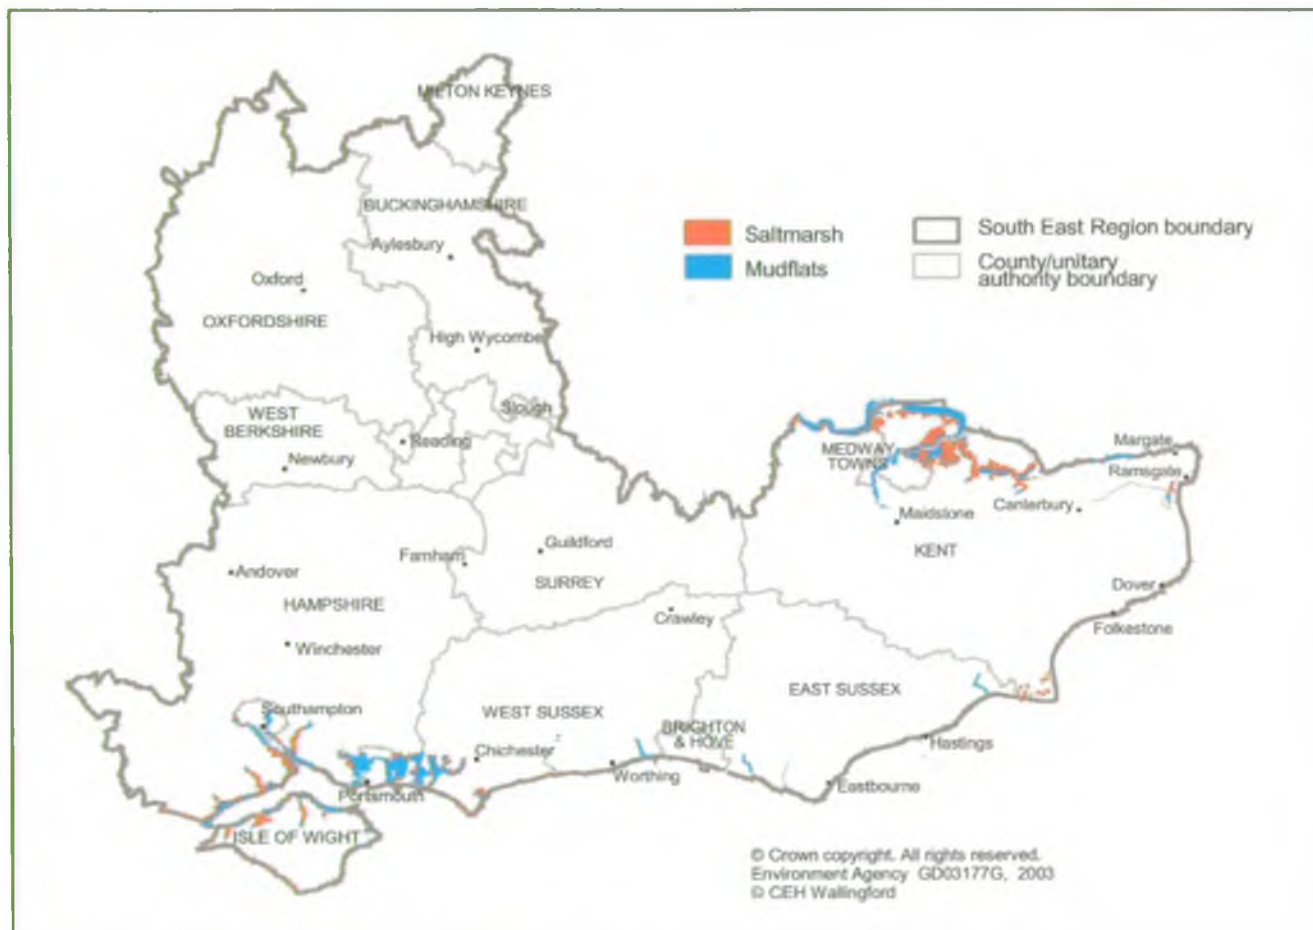 MILTON KEYNES
BUCKINGHAMSHIRE
Aylesbury
Oxford
OXFORDSHIRE
High Wycombe
Saltmarsh
Mudflats
South East Region boundary
County/unitary
authority boundary
WEST
BERKSHIRE
Slough
Reading
Newbury
MEDWAY
TOWNS
Margate
Ramsgate
Canterbury
Maidstone
KENT
Guildford
Farnham
SURREY
Andover
HAMPSHIRE
Dover
Crawley
Folkestone
Winchester
EAST SUSSEX
Southampton
WEST SUSSEX
BRIGHTON
& HOVE
Chichester
Hastings
Worthing
Portsmouth
Eastbourne
ISLE OF WIGHT
© Crown copyright. All rights reserved.
Environment Agency GD03177G, 2003
© CEH Wallingford